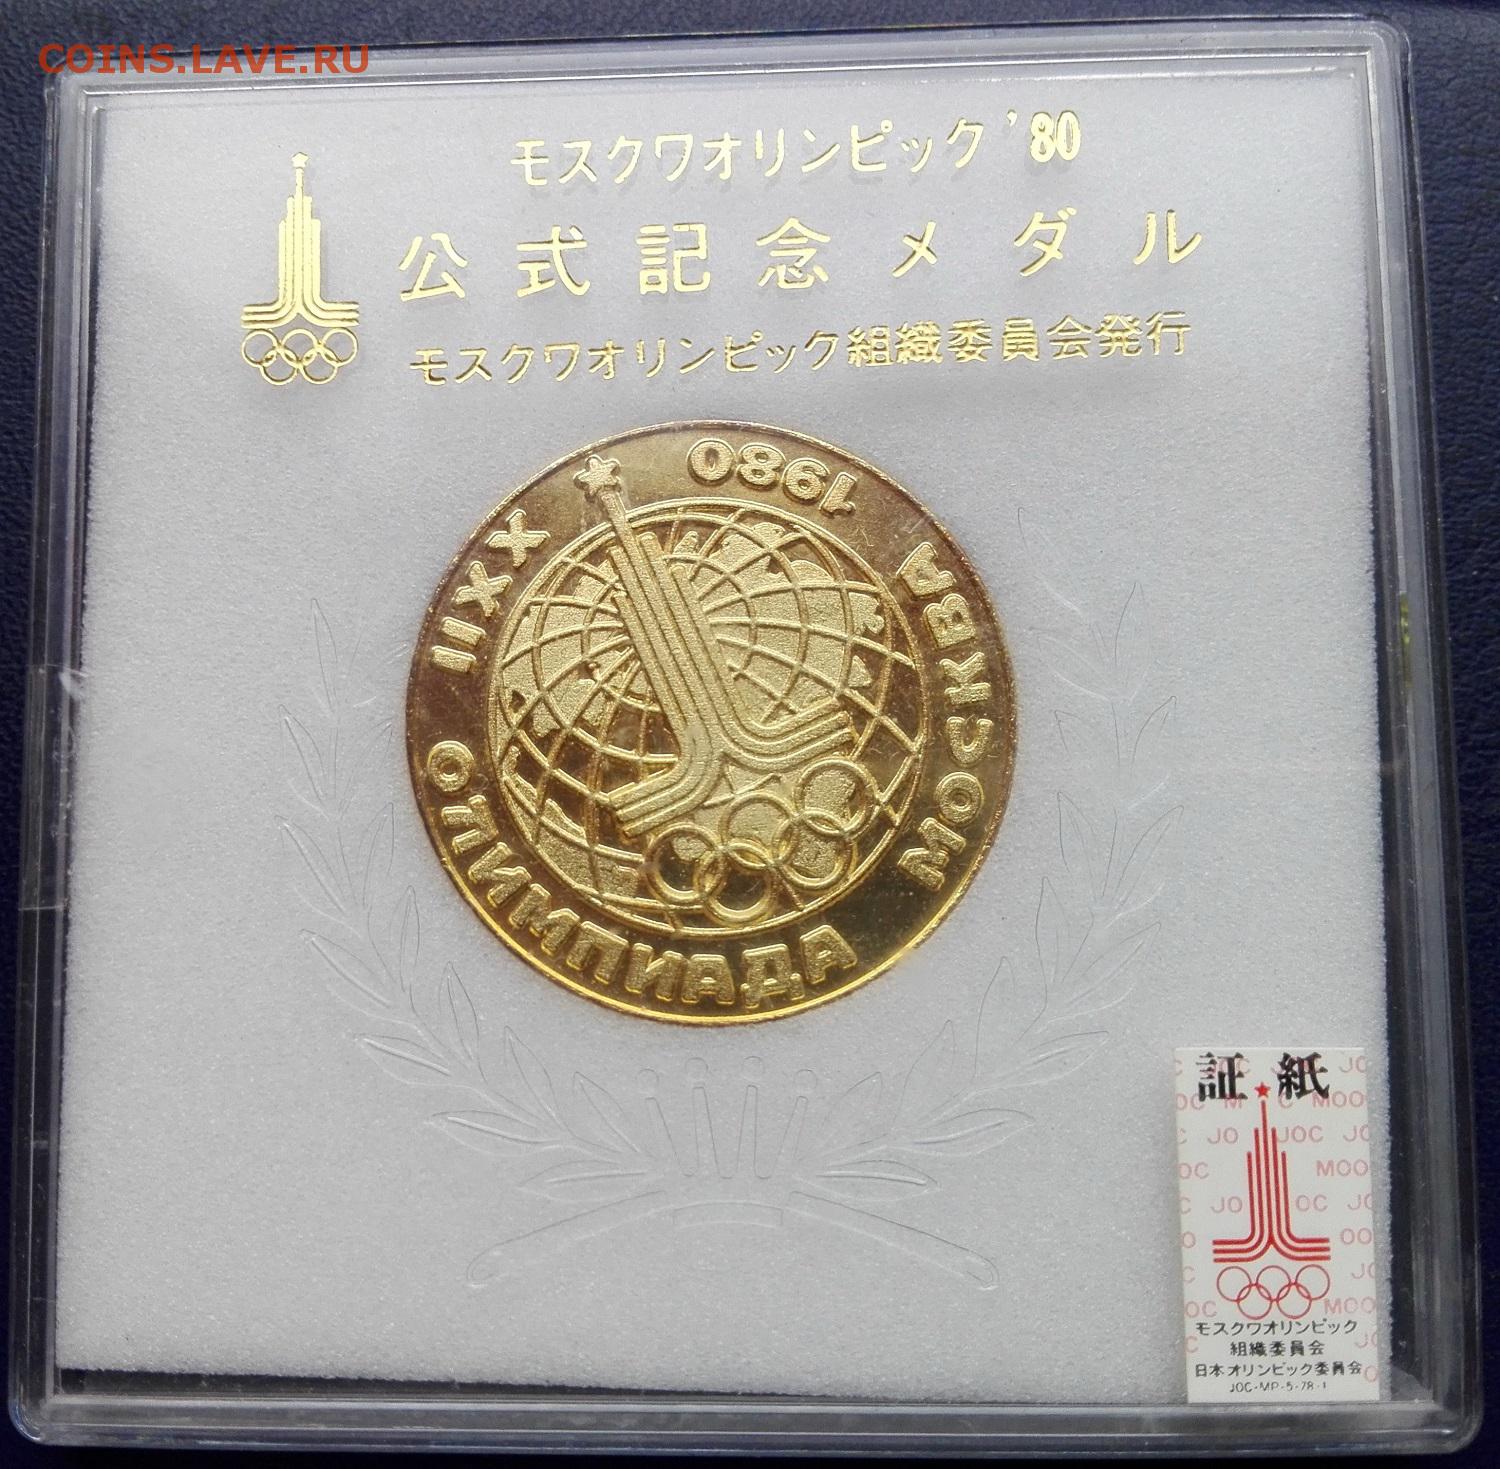 COINS.LAVE.RU
モスクワオリンピック '80
公式記念メダル
モスクワオリンピック組織委員会発行
XXII ОЛИМПИАДА
МОСКВА 1980
証紙
モスクワオリンピック
組織委員会
日本オリンピック委員会
JOC-MP-5-78-1